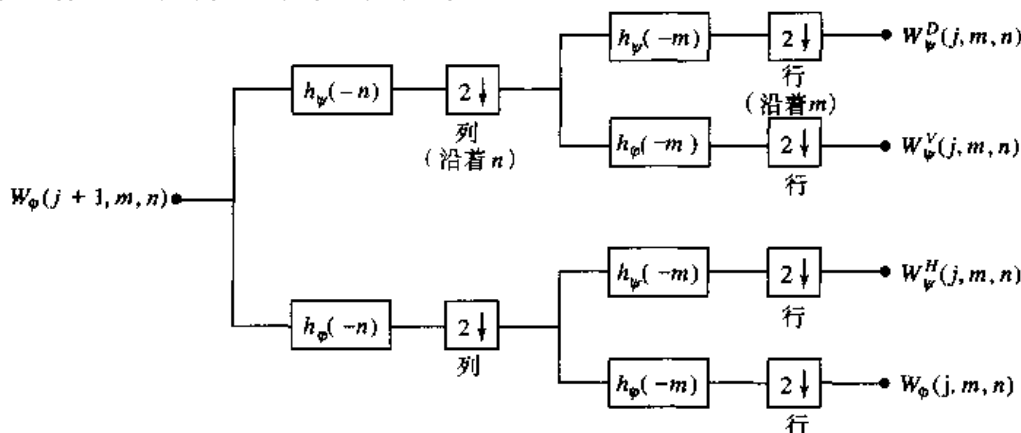 h_ψ(−m)
2↓
W_ψ^D(j,m,n)
行
(沿着m)
h_ψ(−n)
2↓
列
(沿着n)
h_φ(−m)
2↓
W_ψ^V(j,m,n)
行
W_φ(j + 1,m,n)
h_ψ(−m)
2↓
W_ψ^H(j,m,n)
行
h_φ(−n)
2↓
列
h_φ(−m)
2↓
W_φ(j,m,n)
行